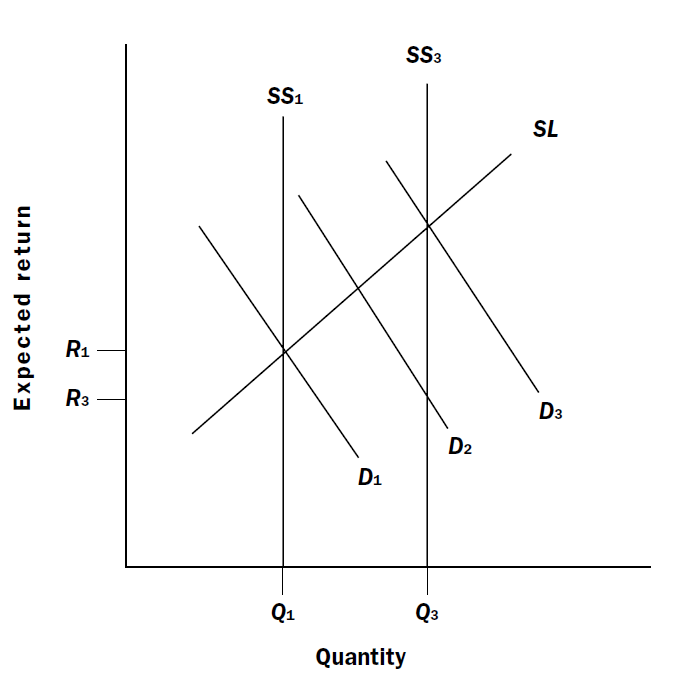 SS3
SS1
SL
Expected return
R1
R3
D3
D2
D1
Q1
Q3
Quantity